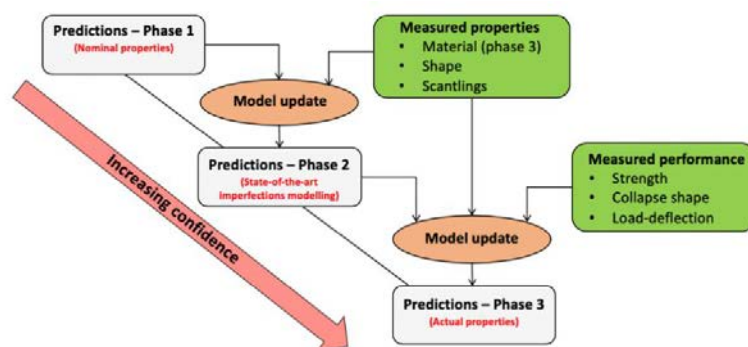 Predictions – Phase 1
(Nominal properties)
Measured properties
• Material (phase 3)
• Shape
• Scantlings
Model update
Predictions – Phase 2
(State-of-the-art
imperfections modelling)
Measured performance
• Strength
• Collapse shape
• Load-deflection
Increasing confidence
Model update
Predictions – Phase 3
(Actual properties)